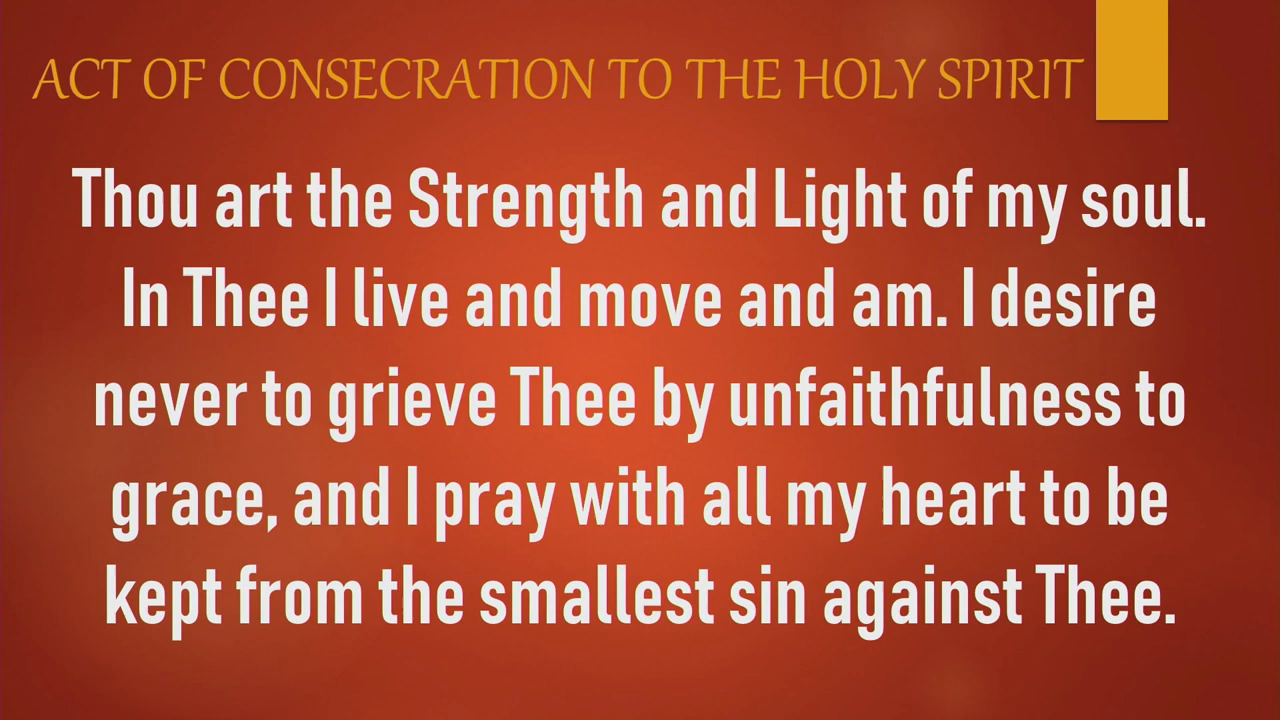 ACT OF CONSECRATION TO THE HOLY SPIRIT
Thou art the Strength and Light of my soul.
In Thee I live and move and am. I desire
never to grieve Thee by unfaithfulness to
grace, and I pray with all my heart to be
kept from the smallest sin against Thee.